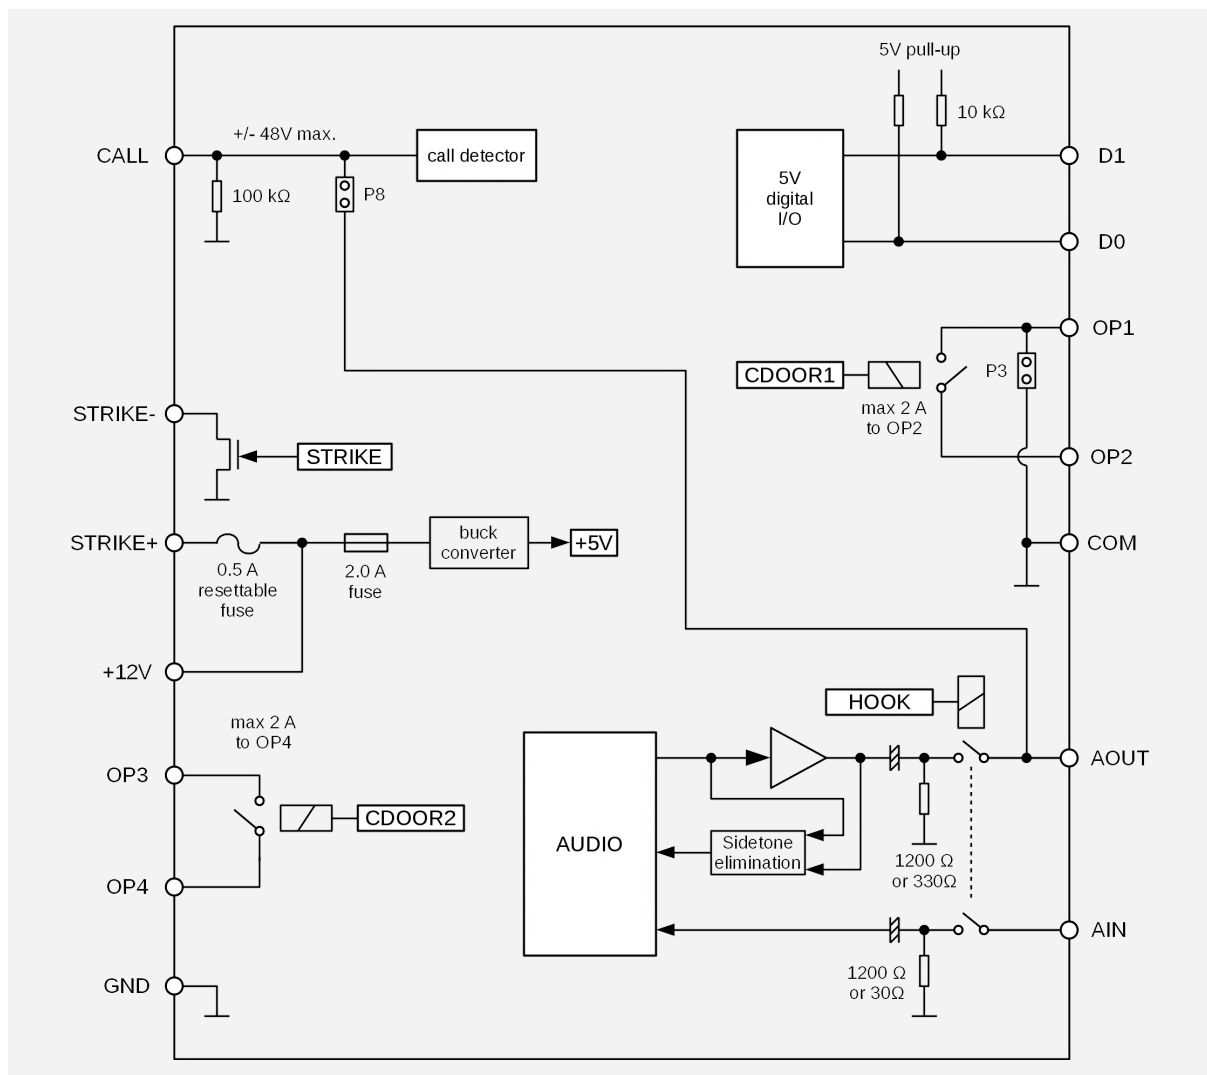 5V pull-up
10 kΩ
+/- 48V max.
CALL
call detector
D1
100 kΩ
P8
5V
digital
I/O
D0
OP1
CDOOR1
P3
max 2 A
to OP2
STRIKE-
STRIKE
OP2
STRIKE+
0.5 A
resettable
fuse
2.0 A
fuse
buck
converter
+5V
COM
+12V
HOOK
max 2 A
to OP4
AOUT
OP3
CDOOR2
AUDIO
Sidetone
elimination
1200 Ω
or 330Ω
OP4
AIN
GND
1200 Ω
or 30Ω